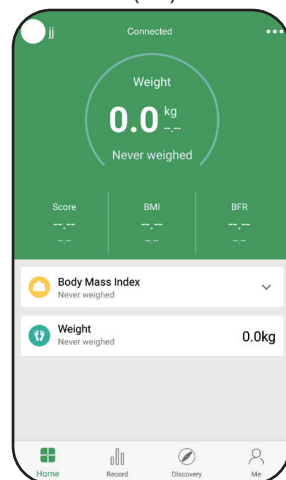 jj
Connected
Weight
0.0 kg
--.--
Never weighed
Score BMI BFR
--.-- --.-- --.--
--.-- --.-- --.--
Body Mass Index
Never weighed
Weight
Never weighed
0.0kg
Home Record Discovery Me